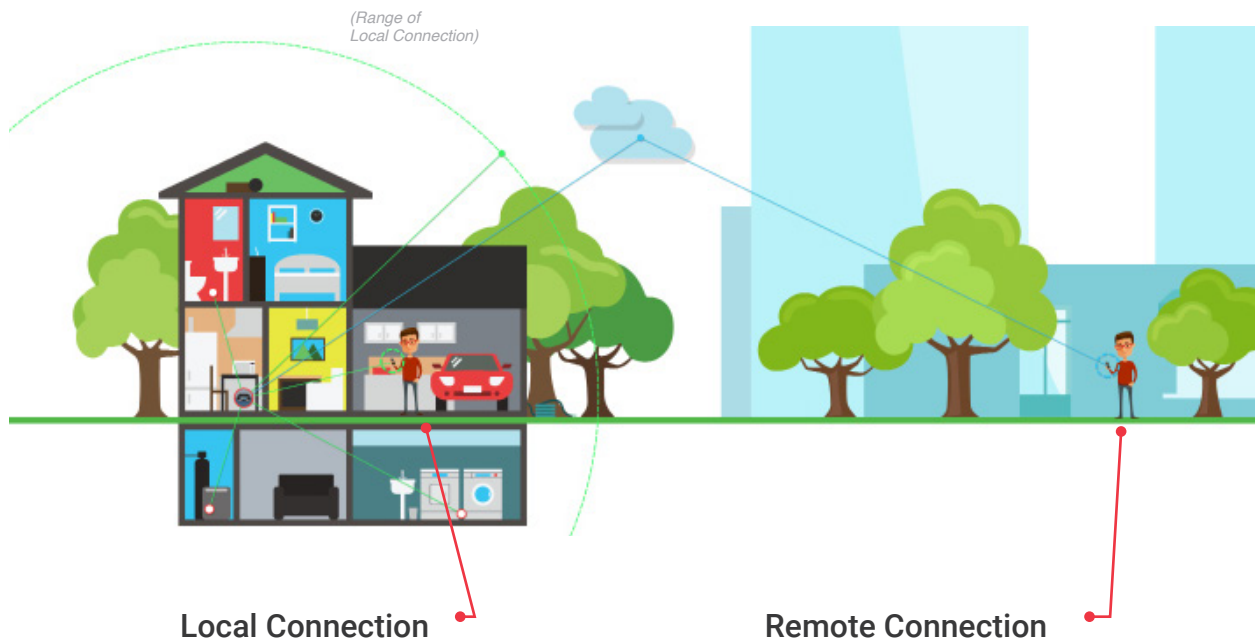 (Range of
Local Connection)
Local Connection
Remote Connection